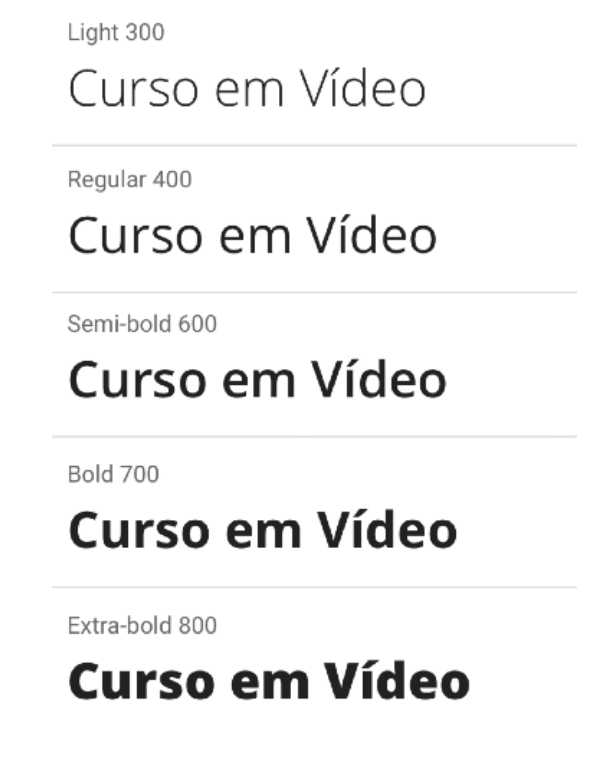 Light 300
Curso em Vídeo
Regular 400
Curso em Vídeo
Semi-bold 600
Curso em Vídeo
Bold 700
Curso em Vídeo
Extra-bold 800
Curso em Vídeo